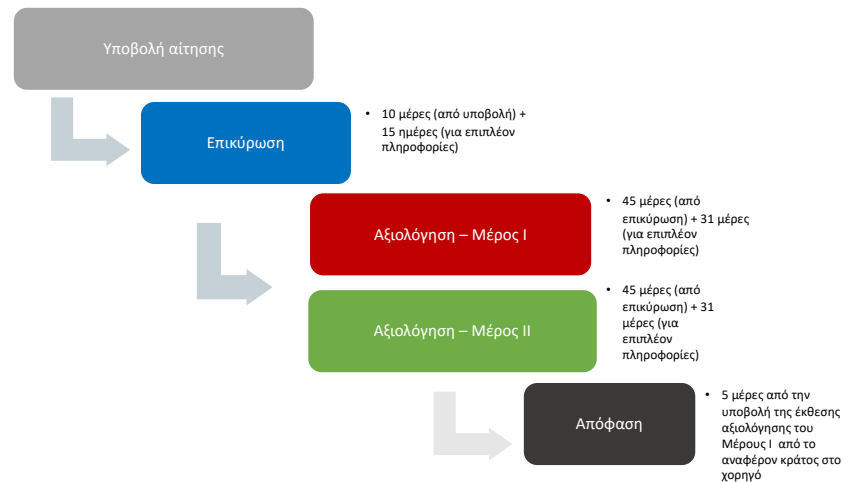 Υποβολή αίτησης
Επικύρωση
• 10 μέρες (από υποβολή) +
15 ημέρες (για επιπλέον
πληροφορίες)
Αξιολόγηση – Μέρος Ι
• 45 μέρες (από
επικύρωση) + 31 μέρες
(για επιπλέον
πληροφορίες)
Αξιολόγηση – Μέρος ΙΙ
• 45 μέρες (από
επικύρωση) + 31
μέρες (για
επιπλέον
πληροφορίες)
Απόφαση
• 5 μέρες από την
υποβολή της έκθεσης
αξιολόγησης του
Μέρους Ι από το
αναφέρον κράτος στο
χορηγό